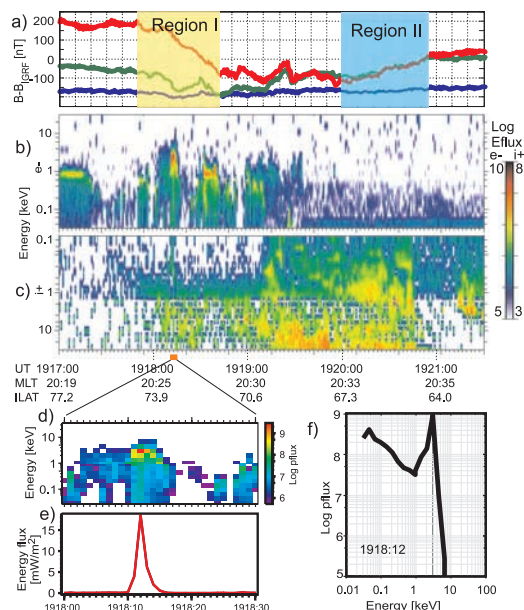 a)
B-B_IGRF [nT]
200
100
0
-100
Region I
Region II
b)
e-
Energy [keV]
10
1
0.1
Log
Eflux
e- i+
10 8
5 3
c)
0.1
1
10
UT 1917:00 1918:00 1919:00 1920:00 1921:00
MLT 20:19 20:25 20:30 20:33 20:35
ILAT 77.2 73.9 70.6 67.3 64.0
d)
Energy [keV]
10
1
0.1
9
8
7
6
Log pflux
e)
Energy flux
[mW/m2]
15
10
5
0
1918:00 1918:10 1918:20 1918:30
f)
Log pflux
9
8
7
6
5
1918:12
0.01 0.1 1 10 100
Energy [keV]